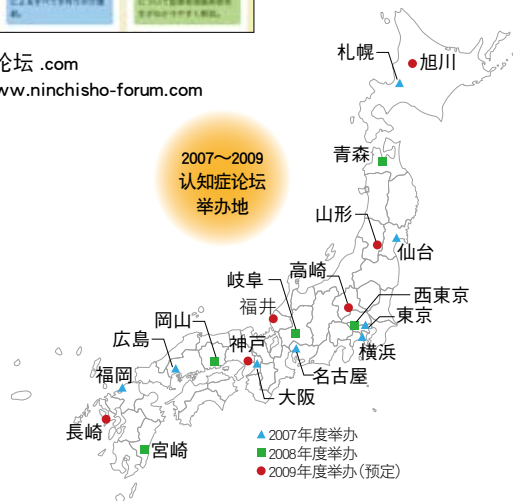 论坛 .com
www.ninchisho-forum.com
2007～2009
认知症论坛
举办地
札幌
旭川
青森
山形
仙台
高崎
岐阜
福井
西東京
東京
岡山
広島
神戸
横浜
福岡
名古屋
大阪
長崎
宮崎
▲2007年度举办
■2008年度举办
●2009年度举办(预定)